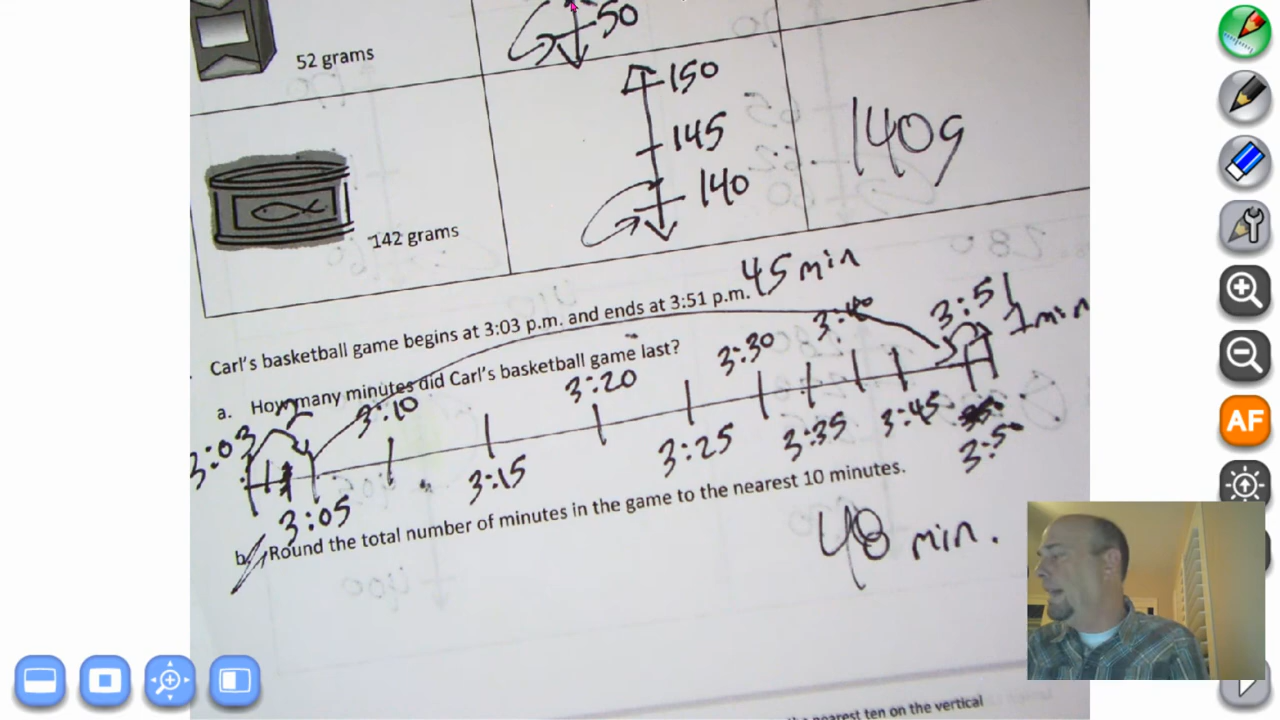 50
52 grams
150
145
140
140g
142 grams
45 min
Carl's basketball game begins at 3:03 p.m. and ends at 3:51 p.m.
a. How many minutes did Carl's basketball game last?
3:51
1 min
3:40
3:30
3:20
3:10
2
3:03
3:05
3:15
3:25
3:35
3:45
3:50
b. Round the total number of minutes in the game to the nearest 10 minutes.
48 min.
nearest ten on the vertical
AF